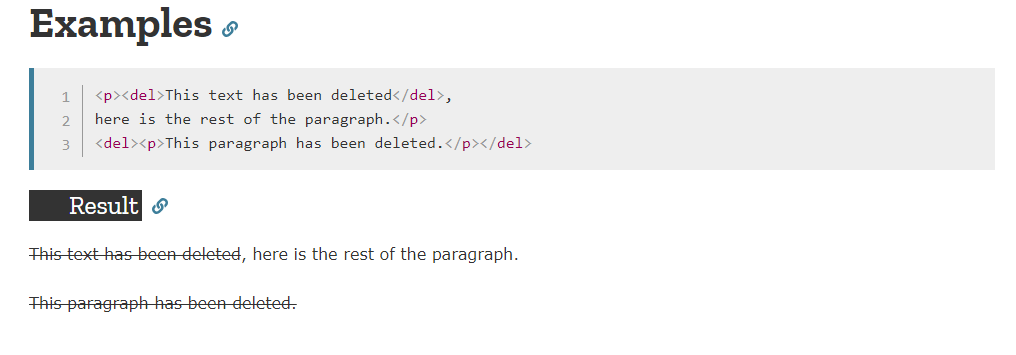 Examples
1 <p><del>This text has been deleted</del>,
2 here is the rest of the paragraph.</p>
3 <del><p>This paragraph has been deleted.</p></del>
Result
This text has been deleted, here is the rest of the paragraph.
This paragraph has been deleted.